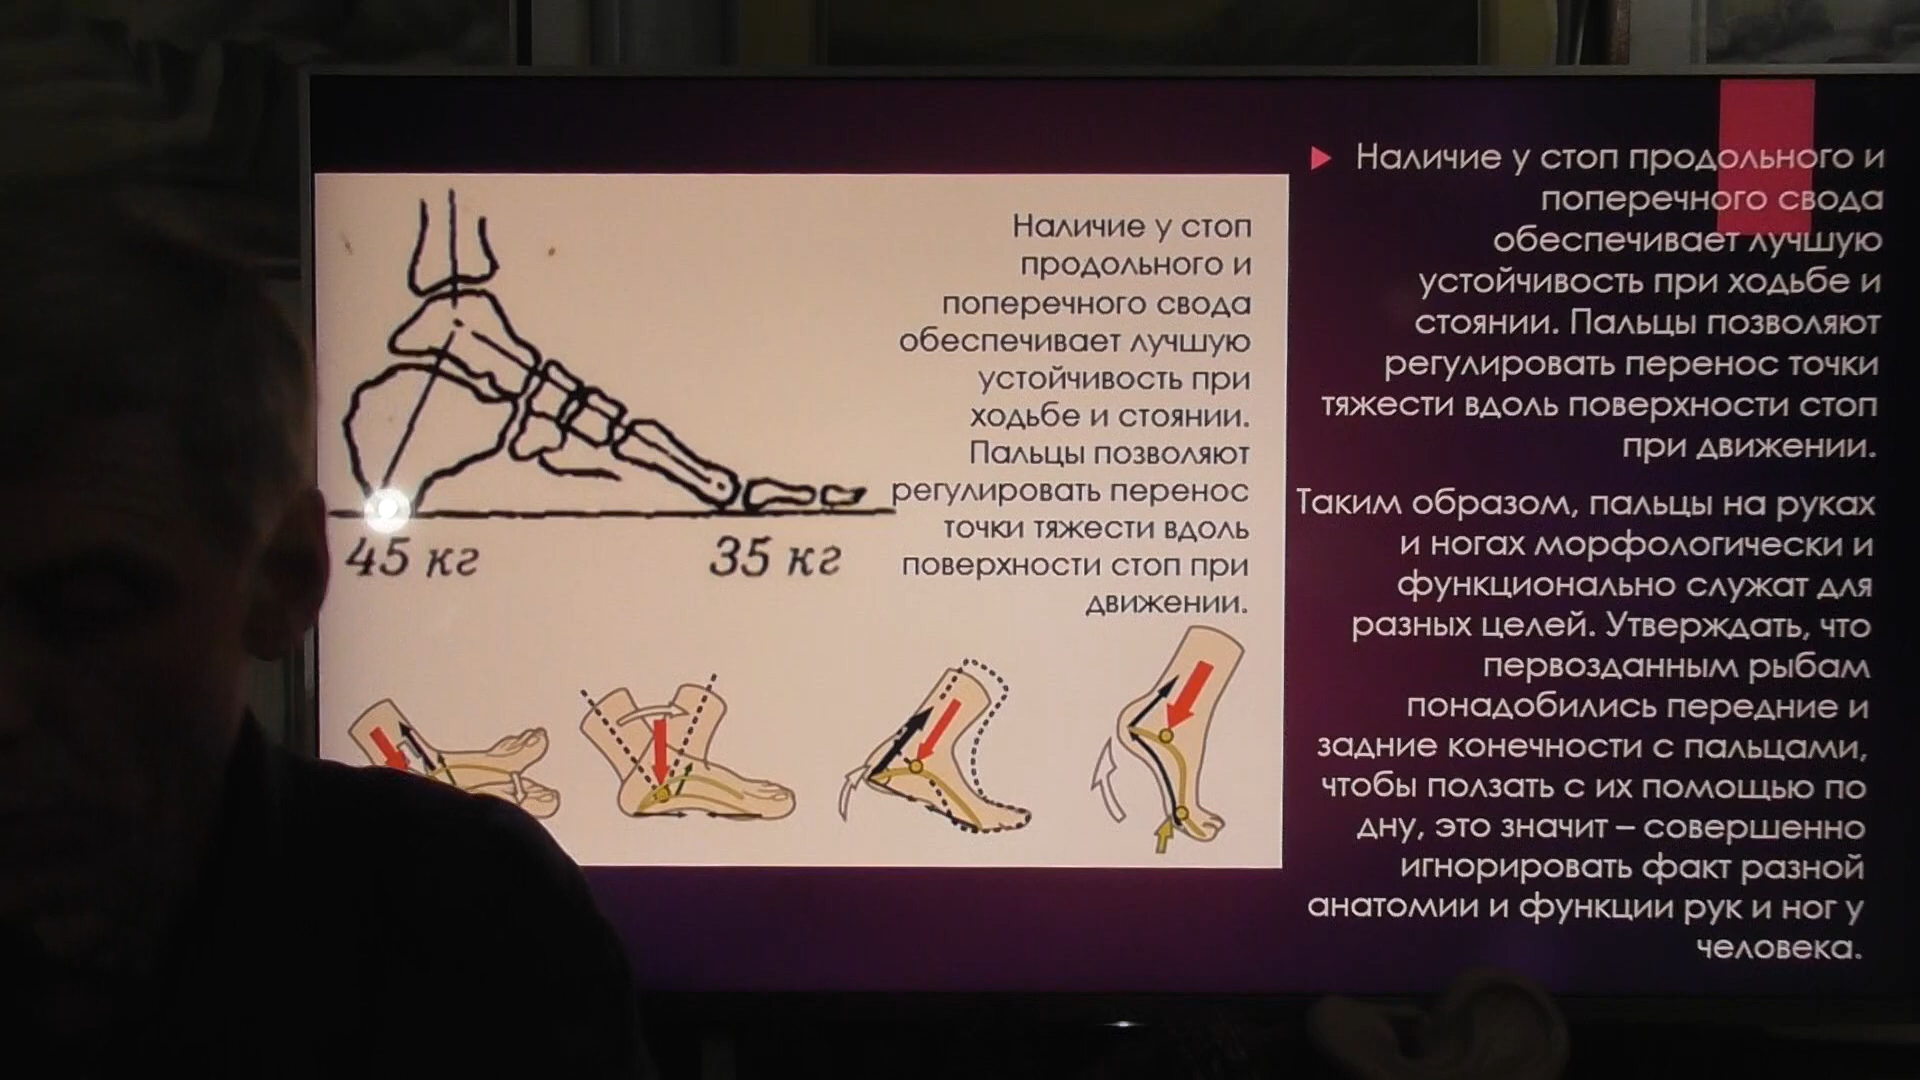 Наличие у стоп
продольного и
поперечного свода
обеспечивает лучшую
устойчивость при
ходьбе и стоянии.
Пальцы позволяют
регулировать перенос
точки тяжести вдоль
поверхности стоп при
движении.
45 кг
35 кг
Наличие у стоп продольного и
поперечного свода
обеспечивает лучшую
устойчивость при ходьбе и
стоянии. Пальцы позволяют
регулировать перенос точки
тяжести вдоль поверхности стоп
при движении.
Таким образом, пальцы на руках
и ногах морфологически и
функционально служат для
разных целей. Утверждать, что
первозданным рыбам
понадобились передние и
задние конечности с пальцами,
чтобы ползать с их помощью по
дну, это значит – совершенно
игнорировать факт разной
анатомии и функции рук и ног у
человека.